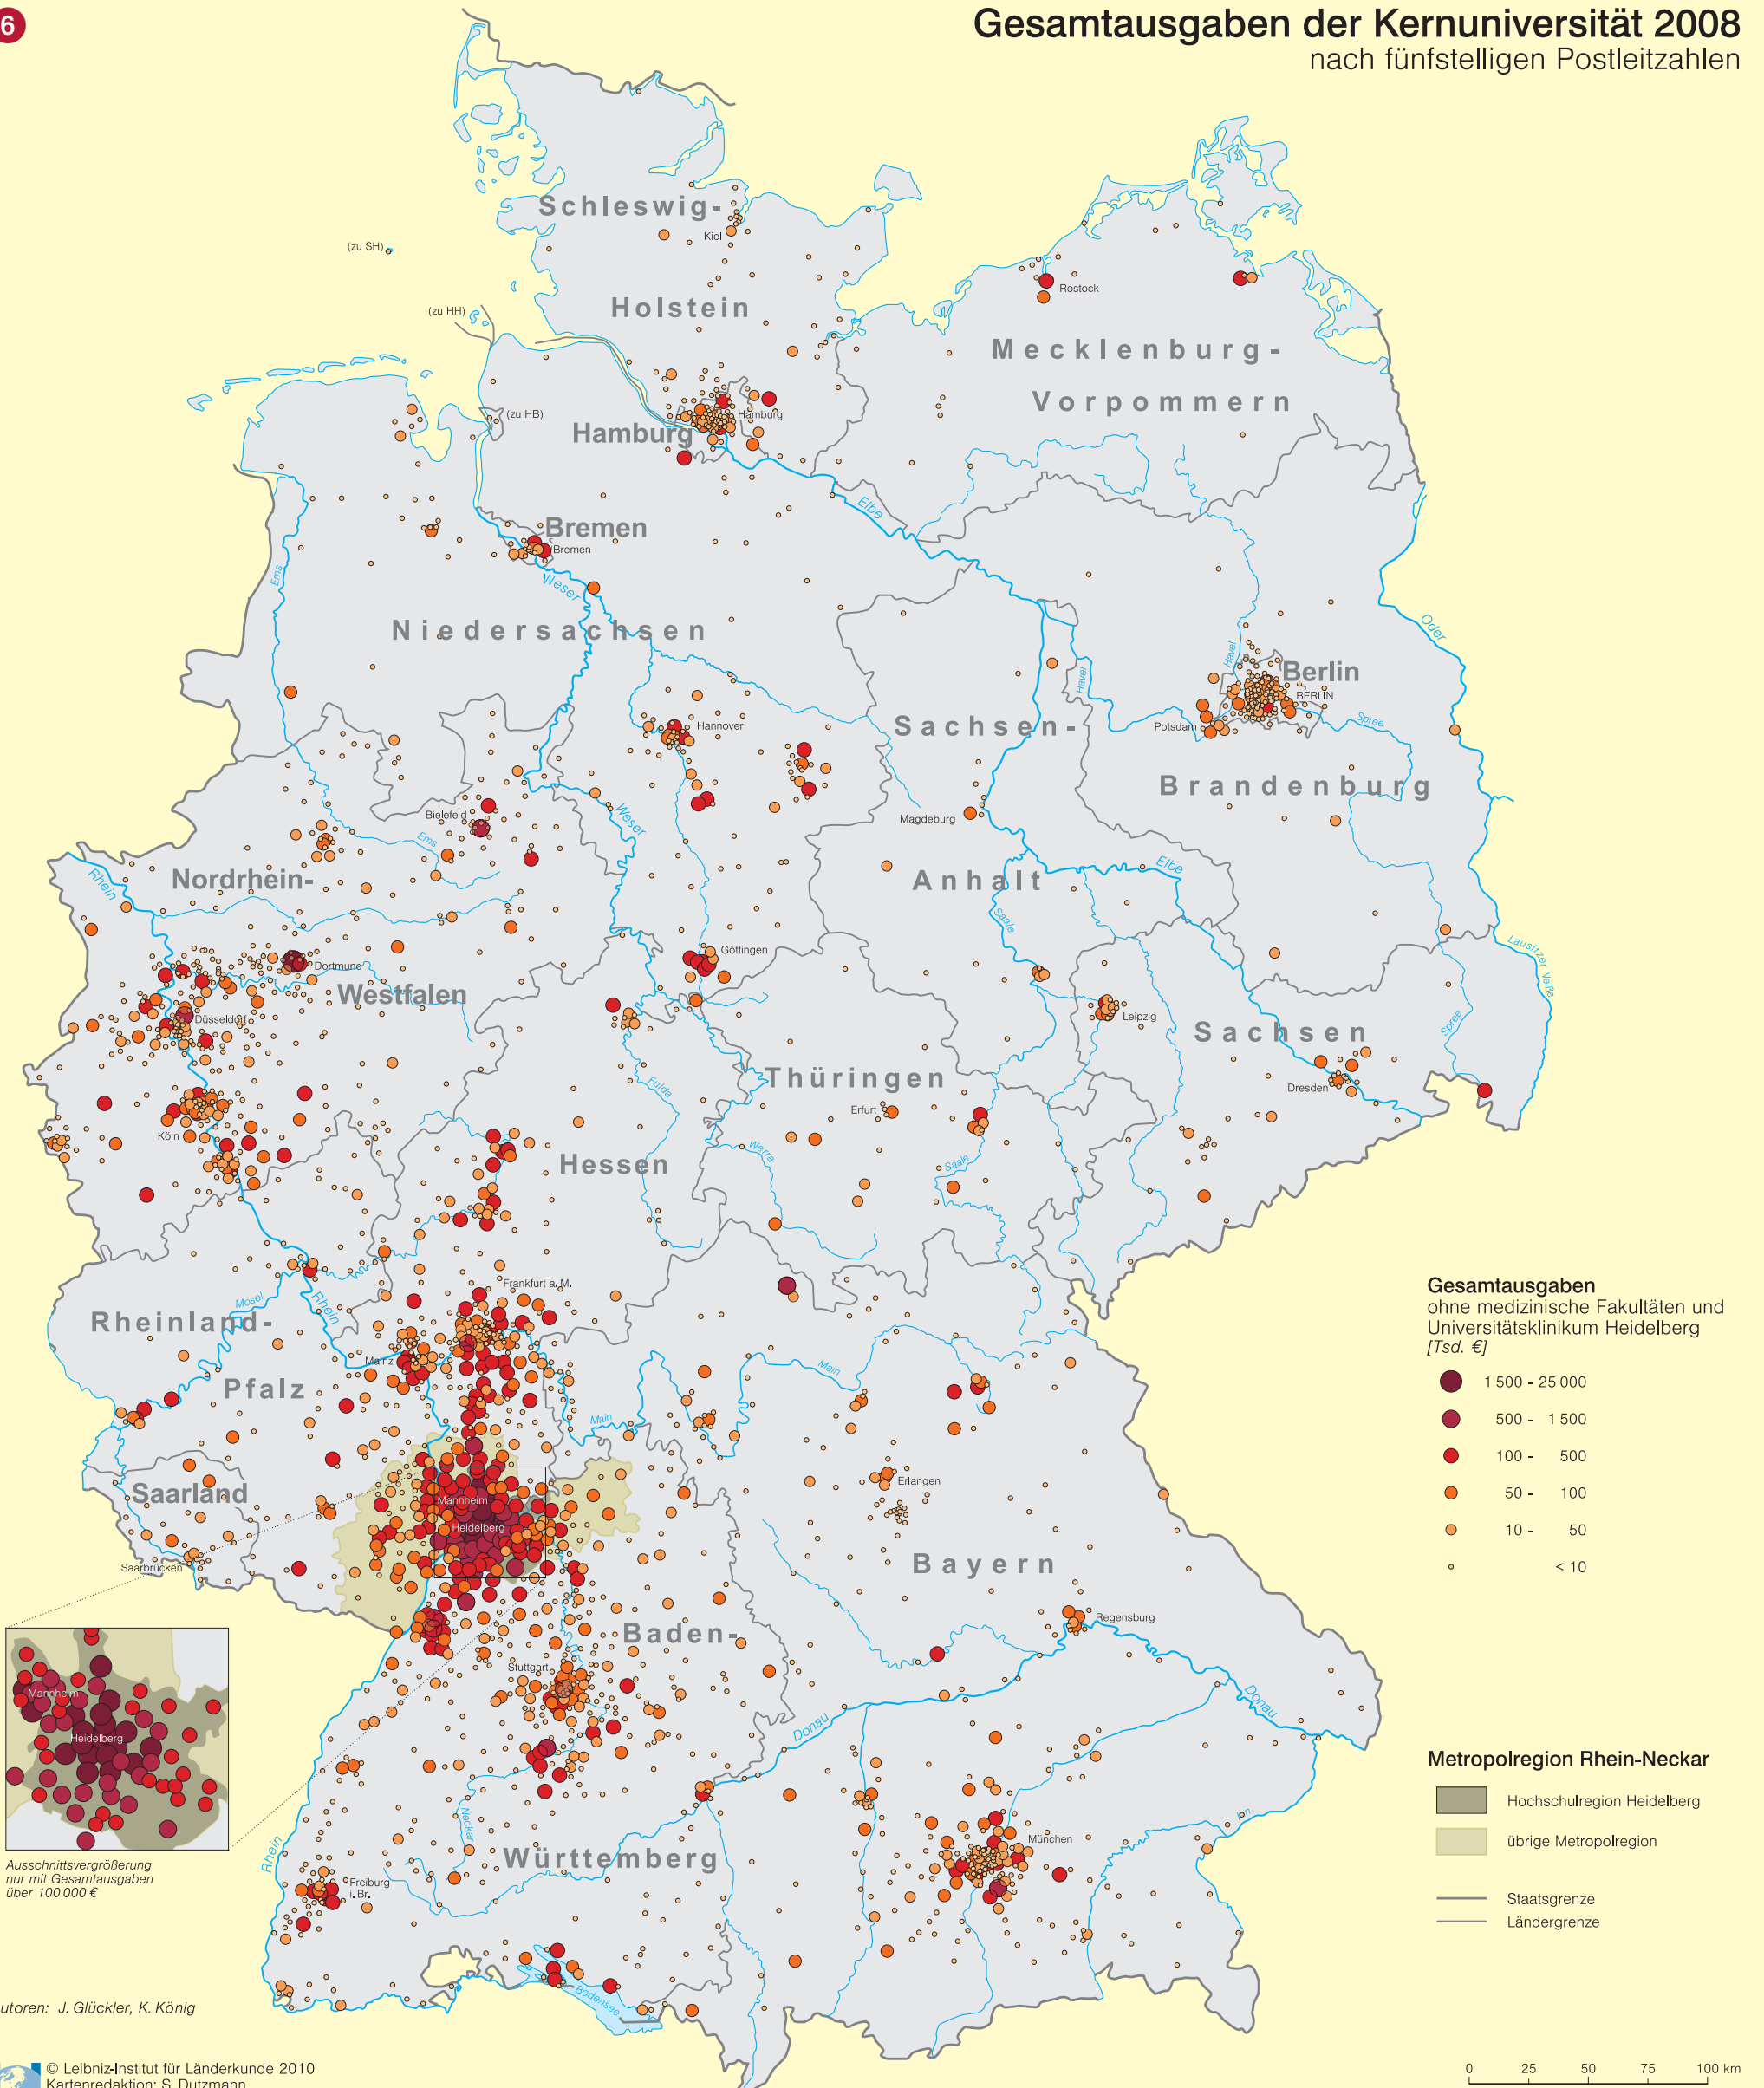 6
Gesamtausgaben der Kernuniversität 2008
nach fünfstelligen Postleitzahlen
Schleswig-
Kiel
(zu SH)
Holstein
Rostock
(zu HH)
Mecklenburg-
Vorpommern
(zu HB)
Hamburg
Hamburg
Elbe
Bremen
Bremen
Weser
Ems
Niedersachsen
Oder
Havel
Berlin
BERLIN
Havel
Spree
Potsdam
Hannover
Sachsen-
Brandenburg
Bielefeld
Weser
Magdeburg
Ems
Nordrhein-
Rhein
Anhalt
Elbe
Saale
Göttingen
Dortmund
Westfalen
Lausitzer Neiße
Düsseldorf
Leipzig
Sachsen
Spree
Thüringen
Fulda
Dresden
Erfurt
Köln
Hessen
Werra
Saale
Frankfurt a. M.
Mosel
Rhein
Rheinland-
Mainz
Main
Pfalz
Main
Saarland
Mannheim
Heidelberg
Erlangen
Saarbrücken
Bayern
Regensburg
Baden-
Stuttgart
Donau
Donau
Neckar
Inn
München
Rhein
Württemberg
Freiburg
i. Br.
Bodensee
Gesamtausgaben
ohne medizinische Fakultäten und
Universitätsklinikum Heidelberg
[Tsd. €]
1 500 - 25 000
500 - 1 500
100 - 500
50 - 100
10 - 50
< 10
Metropolregion Rhein-Neckar
Hochschulregion Heidelberg
übrige Metropolregion
Staatsgrenze
Ländergrenze
Mannheim
Heidelberg
Ausschnittsvergrößerung
nur mit Gesamtausgaben
über 100 000 €
utoren: J. Glückler, K. König
© Leibniz-Institut für Länderkunde 2010
Kartenredaktion: S. Dutzmann
0 25 50 75 100 km